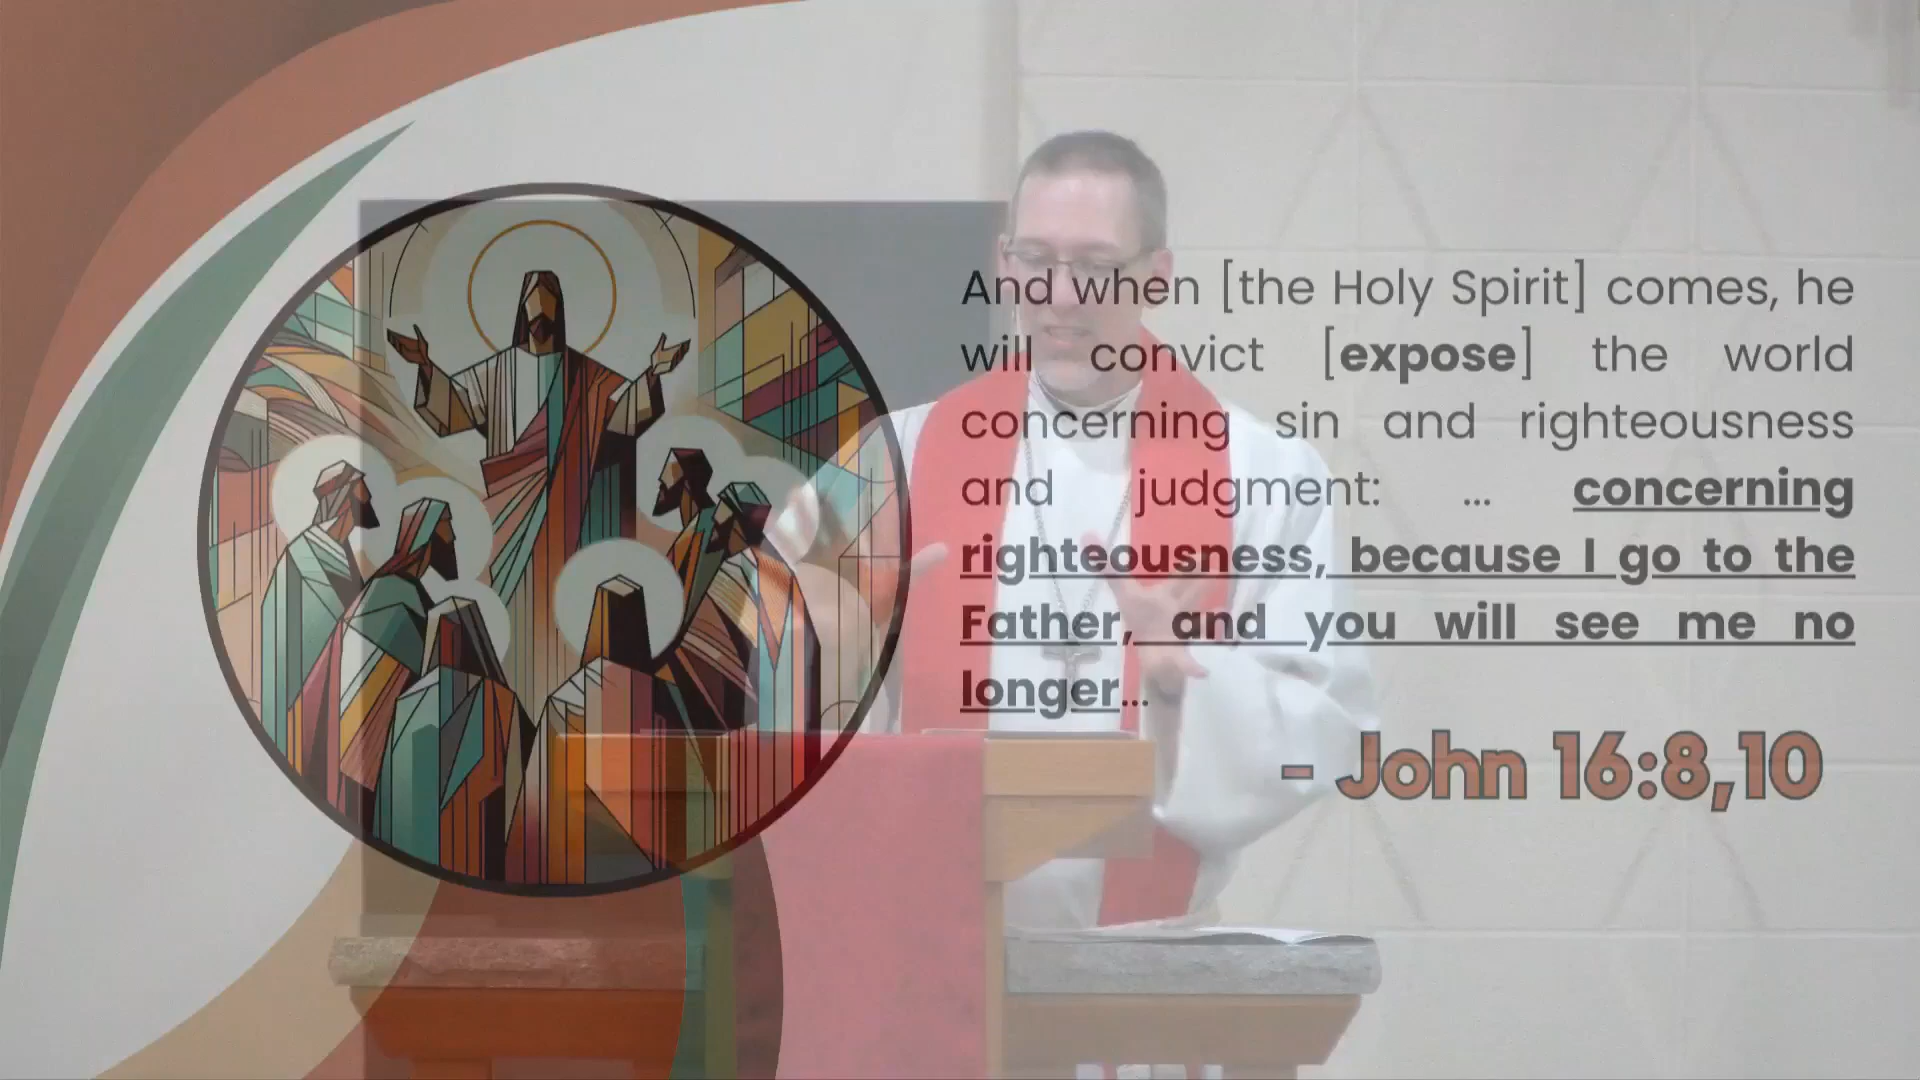 And when [the Holy Spirit] comes, he
will convict [expose] the world
concerning sin and righteousness
and judgment: ... concerning
righteousness, because I go to the
Father, and you will see me no
longer...
- John 16:8,10